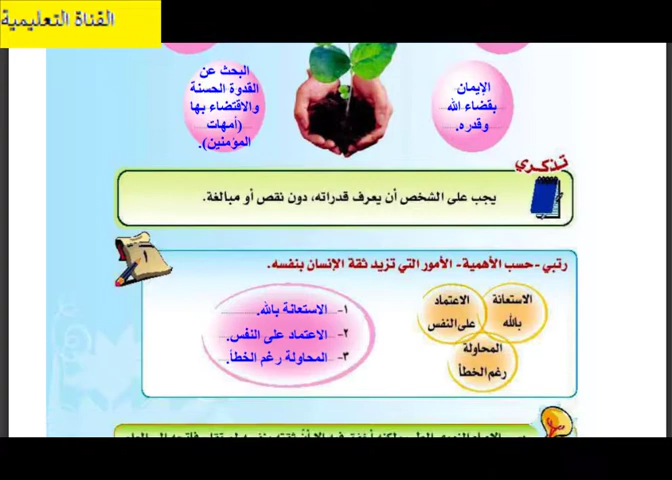 القناة التعليمية
الإيمان
بقضاء الله
وقدره.
البحث عن
القدوة الحسنة
والاقتضاء بها
(أمهات
المؤمنين).
تذكري
يجب على الشخص أن يعرف قدراته، دون نقص أو مبالغة.
١
رتبي -حسب الأهمية- الأمور التي تزيد ثقة الإنسان بنفسه.
الاستعانة
بالله
الاعتماد
على النفس
المحاولة
رغم الخطأ
١- الاستعانة بالله.
٢- الاعتماد على النفس.
٣- المحاولة رغم الخطأ.